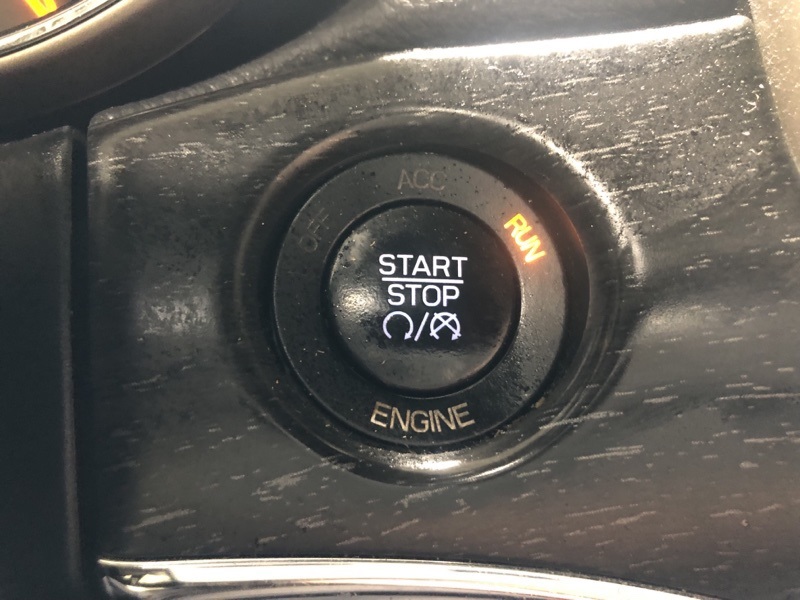 ACC
OFF
RUN
START
STOP
ENGINE